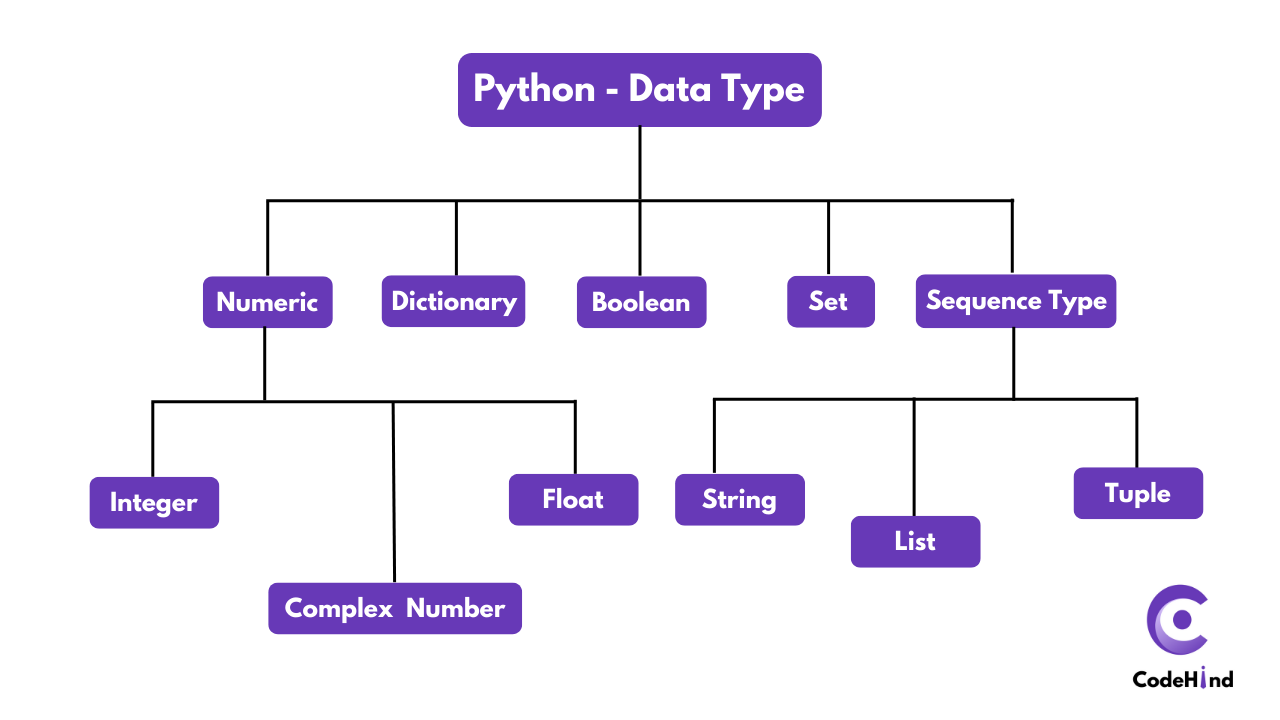 Python - Data Type
Numeric
Dictionary
Boolean
Set
Sequence Type
Integer
Complex Number
Float
String
List
Tuple
CodeHind